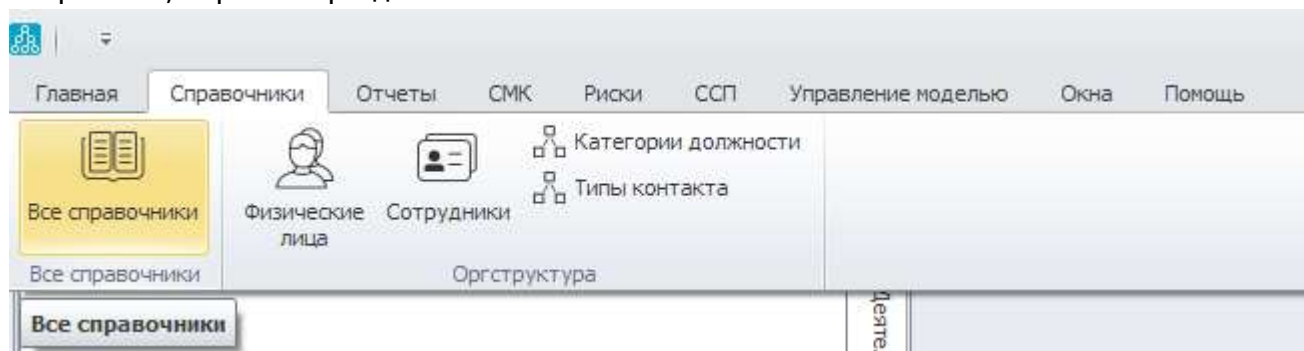 Главная Справочники Отчеты СМК Риски ССП Управление моделью Окна Помощь
Категории должности
Типы контакта
Все справочники Физические лица Сотрудники
Все справочники Оргструктура
Все справочники
Деяте